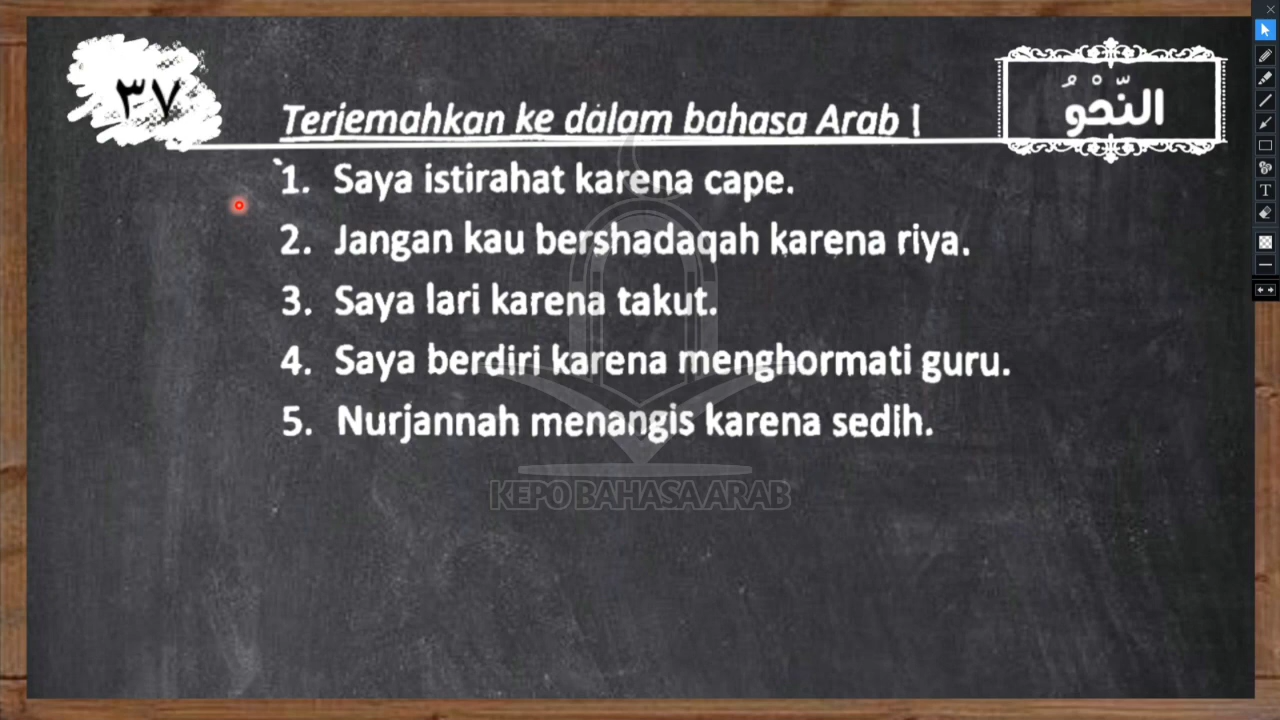 ٣٧
النَّحْوُ
Terjemahkan ke dalam bahasa Arab !
1. Saya istirahat karena cape.
2. Jangan kau bershadaqah karena riya.
3. Saya lari karena takut.
4. Saya berdiri karena menghormati guru.
5. Nurjannah menangis karena sedih.
KEPO BAHASA ARAB
T